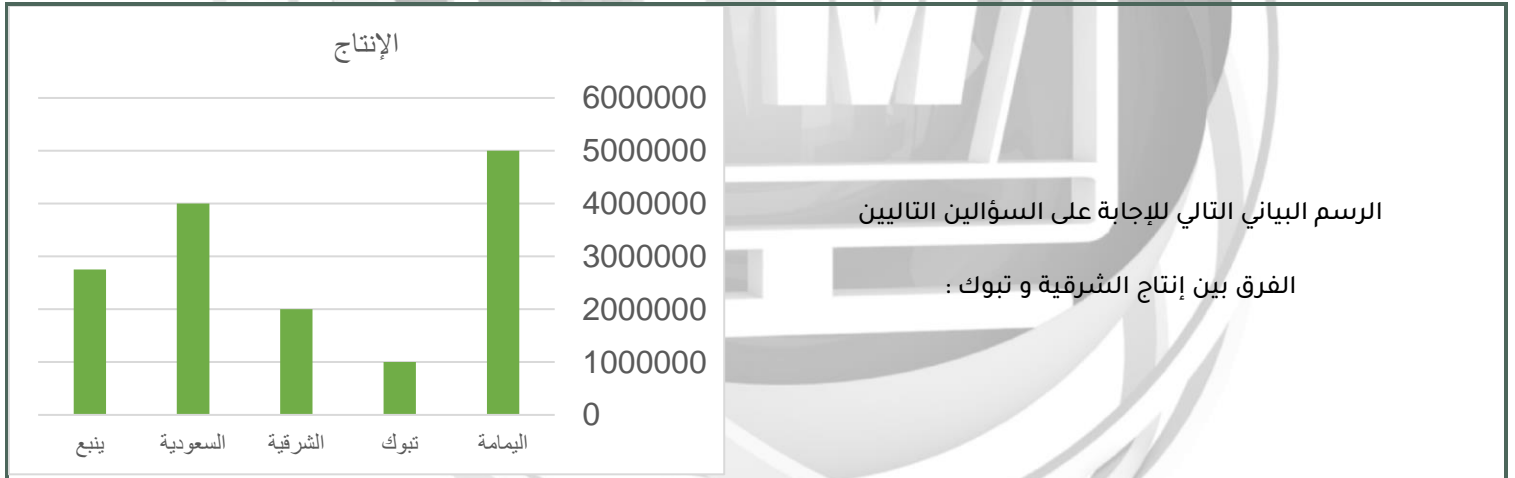 الإنتاج
6000000
5000000
4000000
3000000
2000000
1000000
0
اليمامة تبوك الشرقية السعودية ينبع
الرسم البياني التالي للإجابة على السؤالين التاليين
الفرق بين إنتاج الشرقية و تبوك :